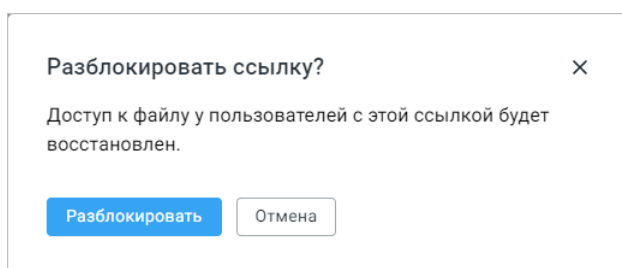 Разблокировать ссылку?
Доступ к файлу у пользователей с этой ссылкой будет
восстановлен.
Разблокировать Отмена